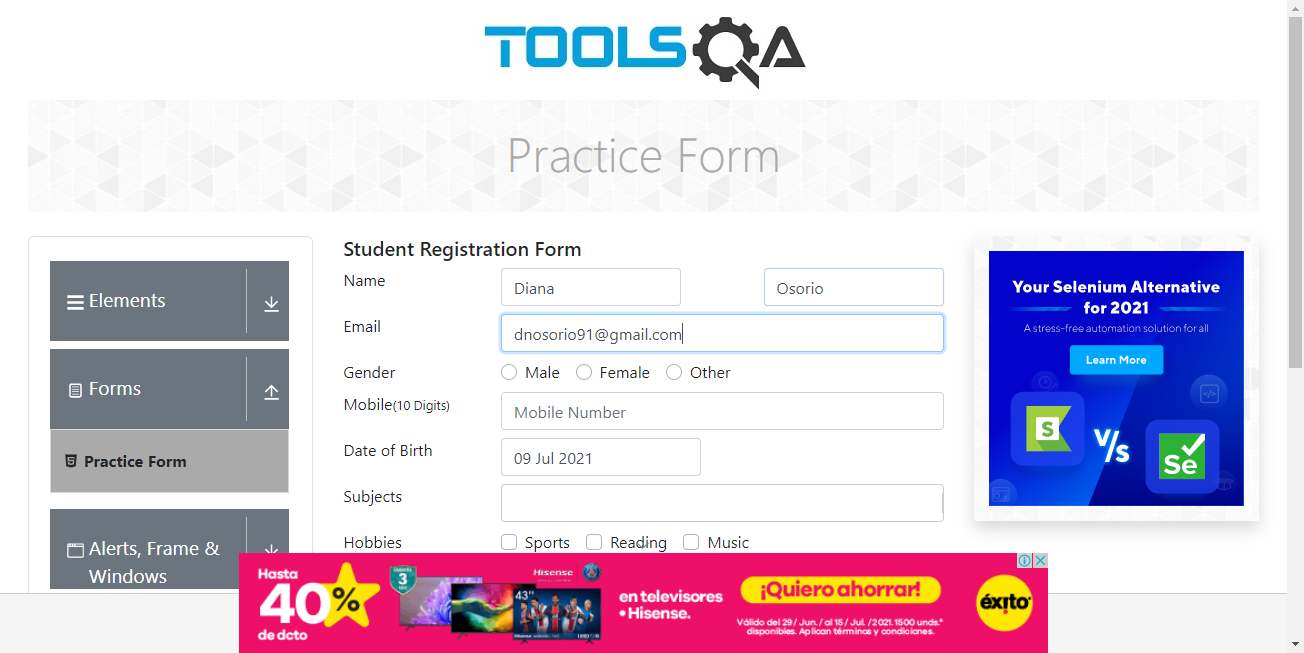 TOOLSQA
Practice Form
Elements
Forms
Practice Form
Alerts, Frame &
Windows
Student Registration Form
Name
Diana
Osorio
Email
dnosorio91@gmail.com
Gender
Male
Female
Other
Mobile(10 Digits)
Mobile Number
Date of Birth
09 Jul 2021
Subjects
Hobbies
Sports
Reading
Music
Your Selenium Alternative
for 2021
A stress-free automation solution for all
Learn More
S
V/s
Se
Hasta
40%
de dcto
3
Hisense
43"
en televisores
• Hisense.
¡Quiero ahorrar!
Válido del 29 / Jun. / al 15 / Jul. / 2021. 1500 unds.*
disponibles. Aplican términos y condiciones.
éxito